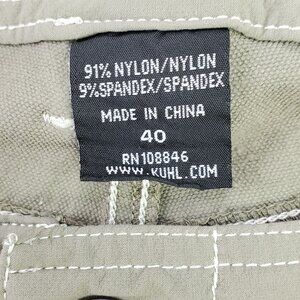 91% NYLON/NYLON
9%SPANDEX/SPANDEX
MADE IN CHINA
40
RN108846
WWW.KUHL.COM